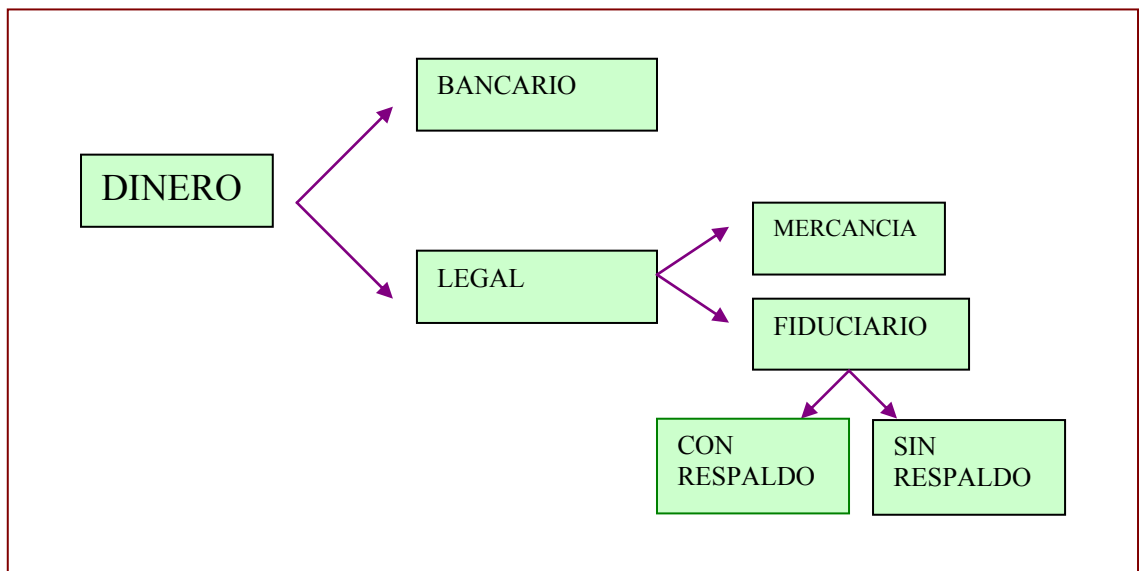 BANCARIO
DINERO
LEGAL
MERCANCIA
FIDUCIARIO
CON
RESPALDO
SIN
RESPALDO